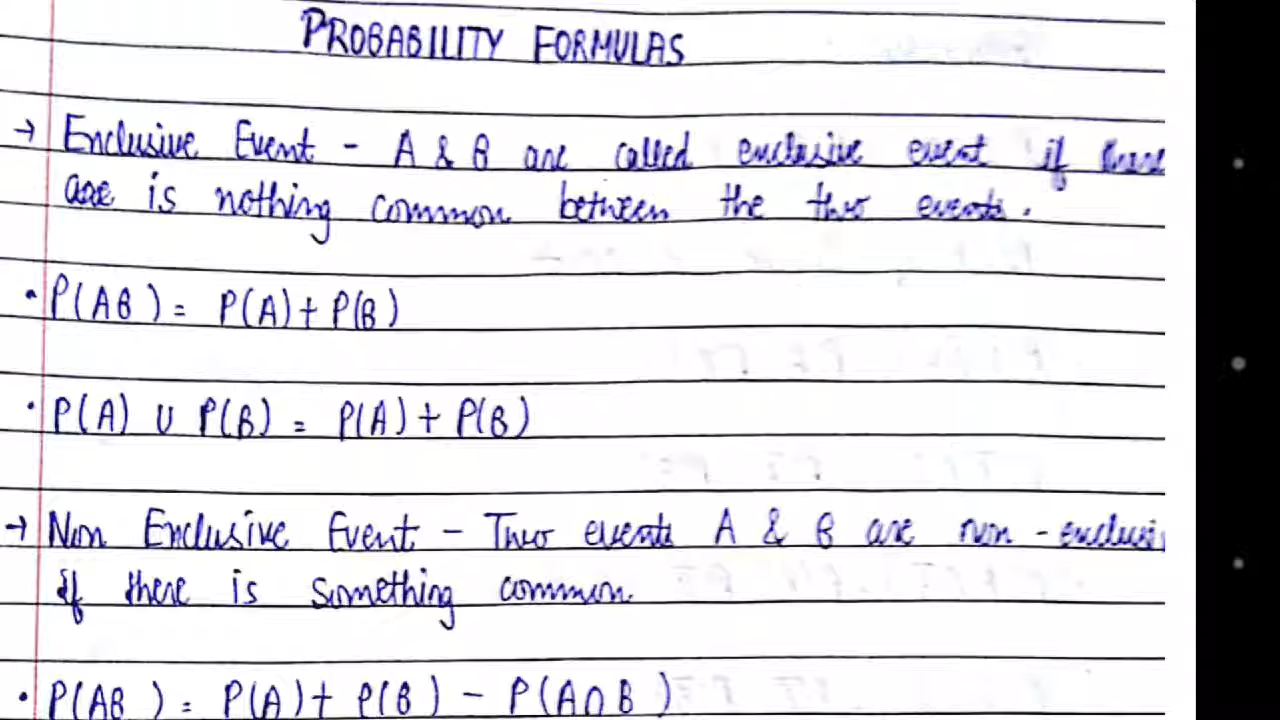 PROBABILITY FORMULAS
→ Exclusive Event - A & B are called exclusive event if there
are is nothing common between the two events.
• P(AB) = P(A) + P(B)
• P(A) ∪ P(B) = P(A) + P(B)
→ Non Exclusive Event - Two events A & B are non-exclusi
if there is something common.
• P(AB) = P(A) + P(B) - P(A∩B)